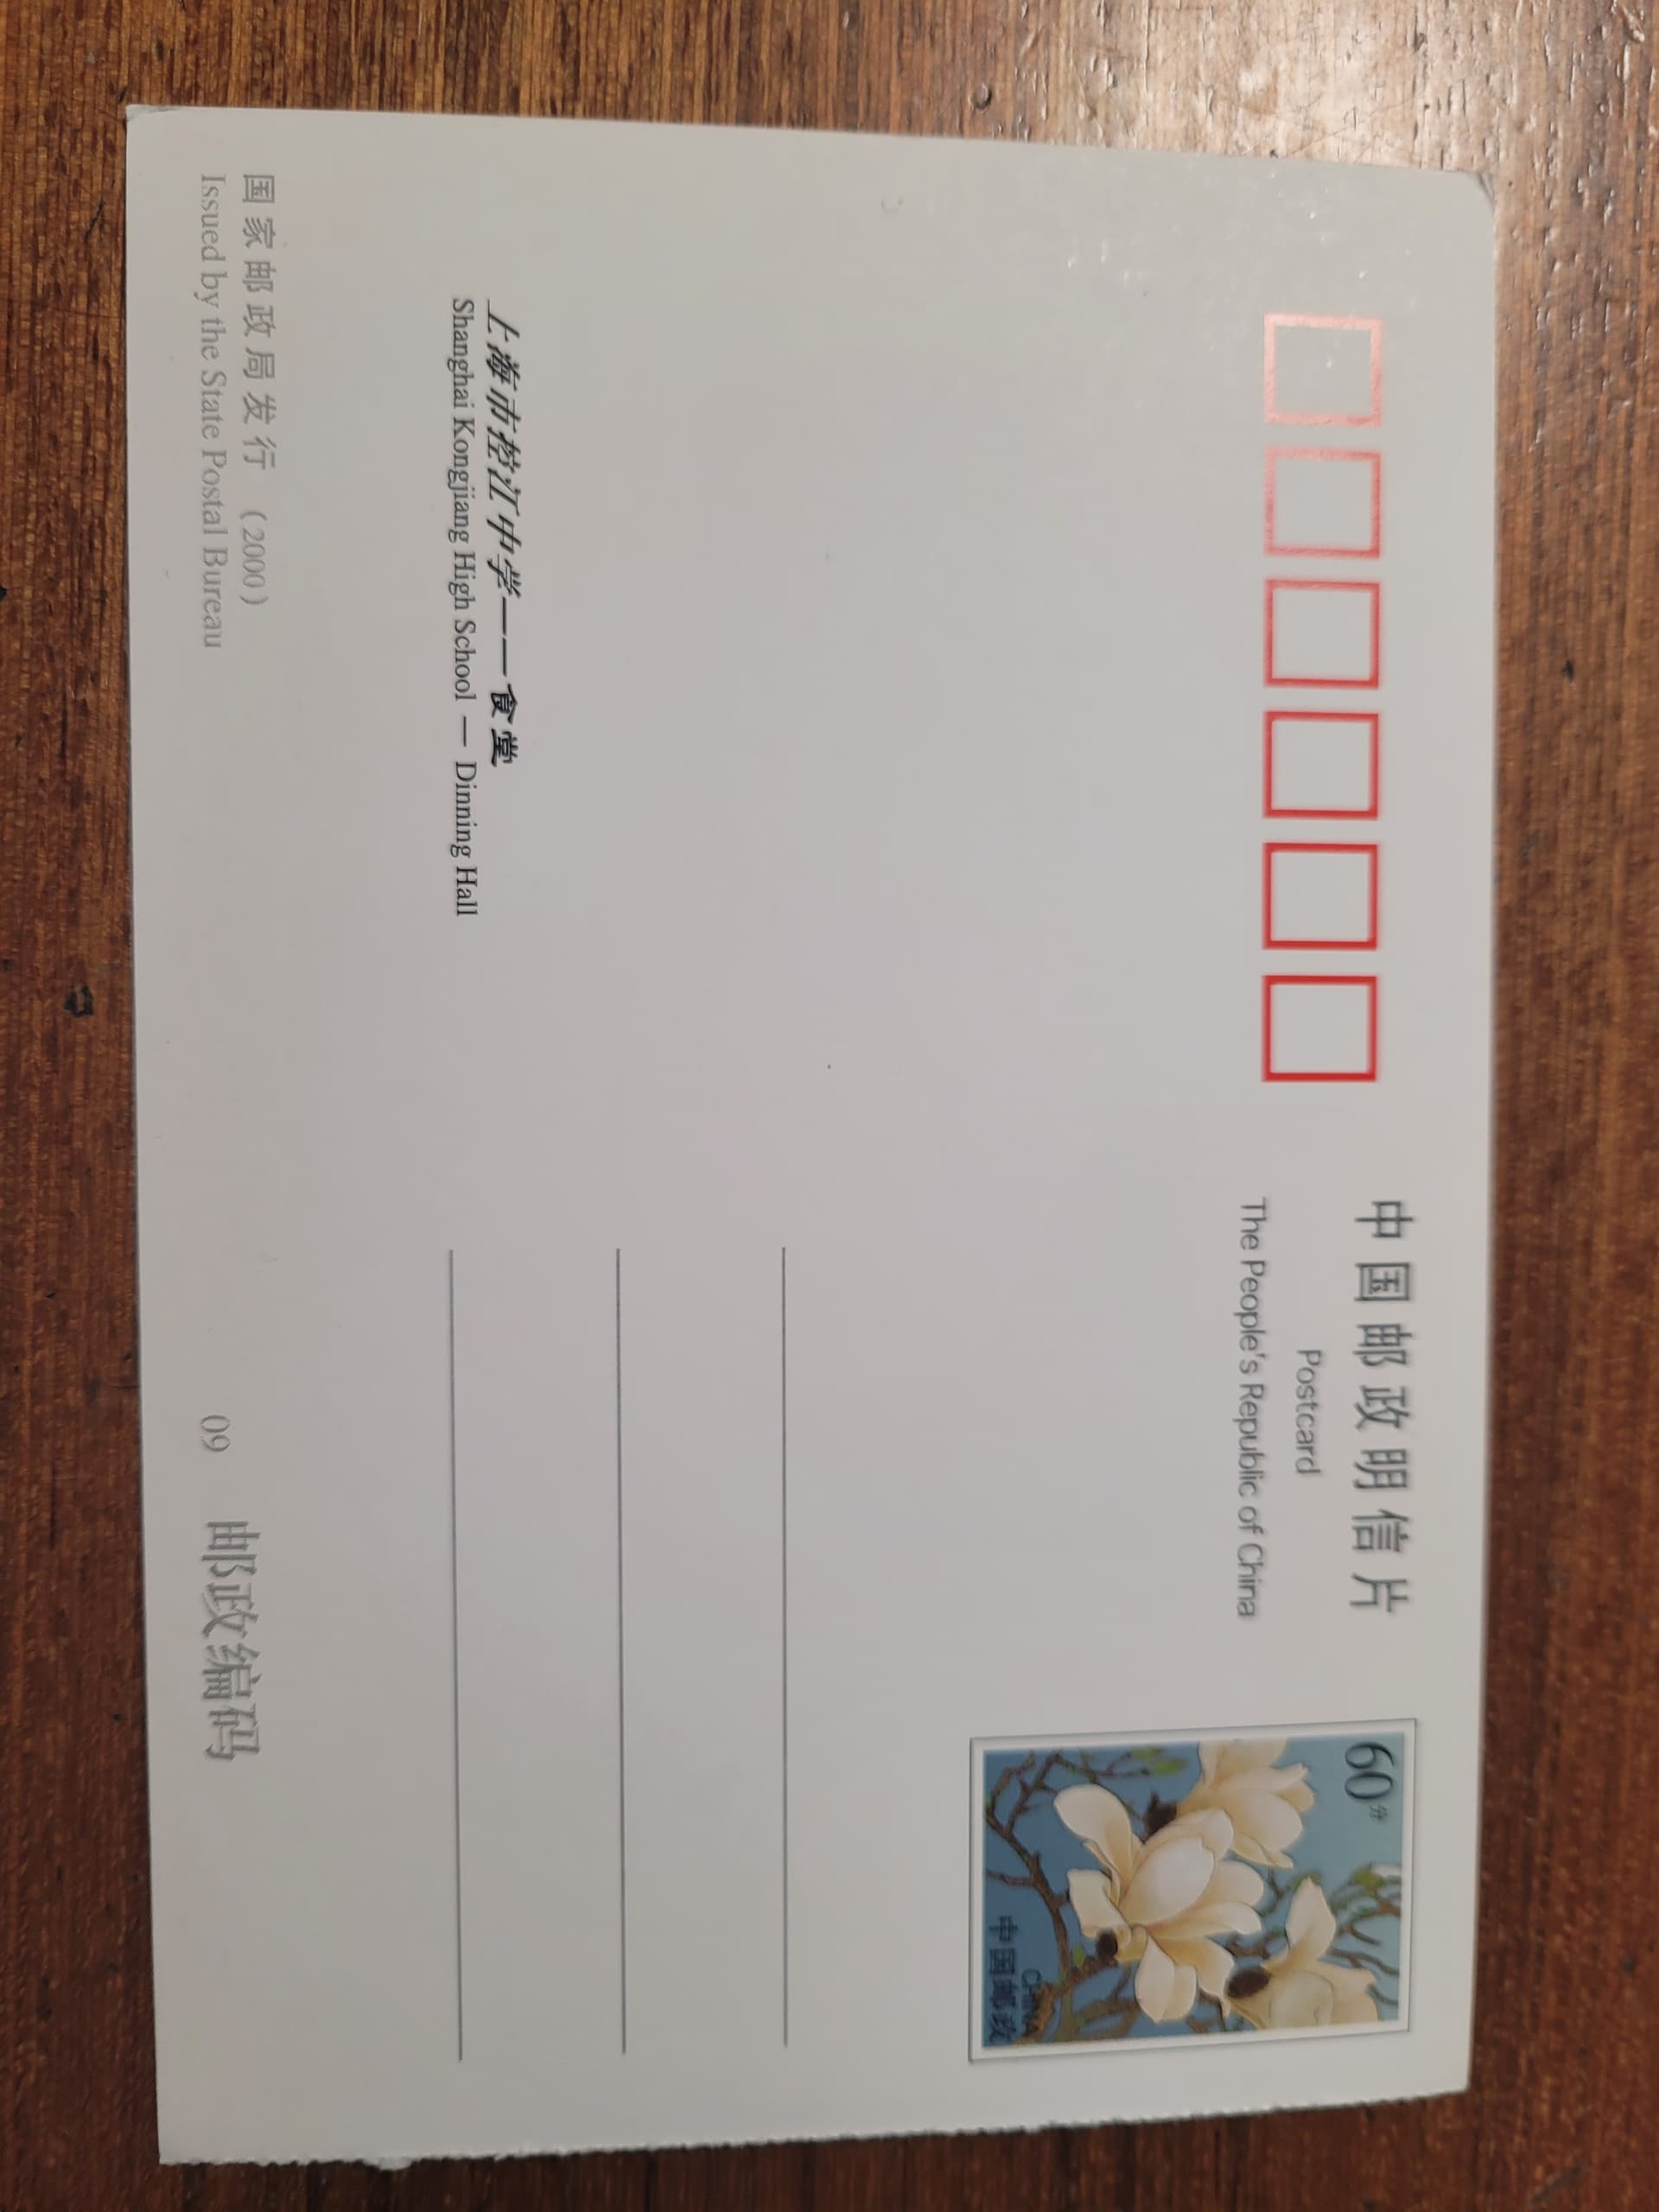 中国邮政明信片
Postcard
The People's Republic of China
60分
CHINA
中国邮政
上海市控江中学——食堂
Shanghai Kongjiang High School — Dinning Hall
国家邮政局发行（2000）
Issued by the State Postal Bureau
09 邮政编码